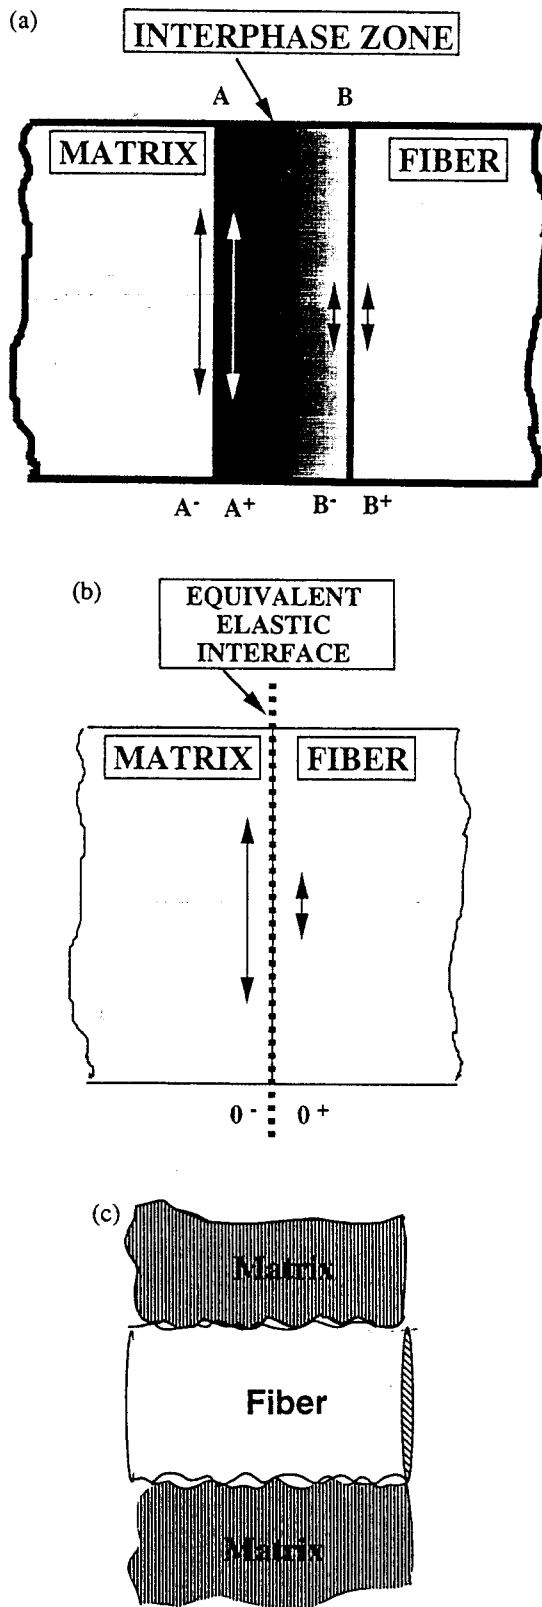 (a)
INTERPHASE ZONE
A B
MATRIX FIBER
A- A+ B- B+
(b)
EQUIVALENT
ELASTIC
INTERFACE
MATRIX FIBER
0- 0+
(c)
Matrix
Fiber
Matrix